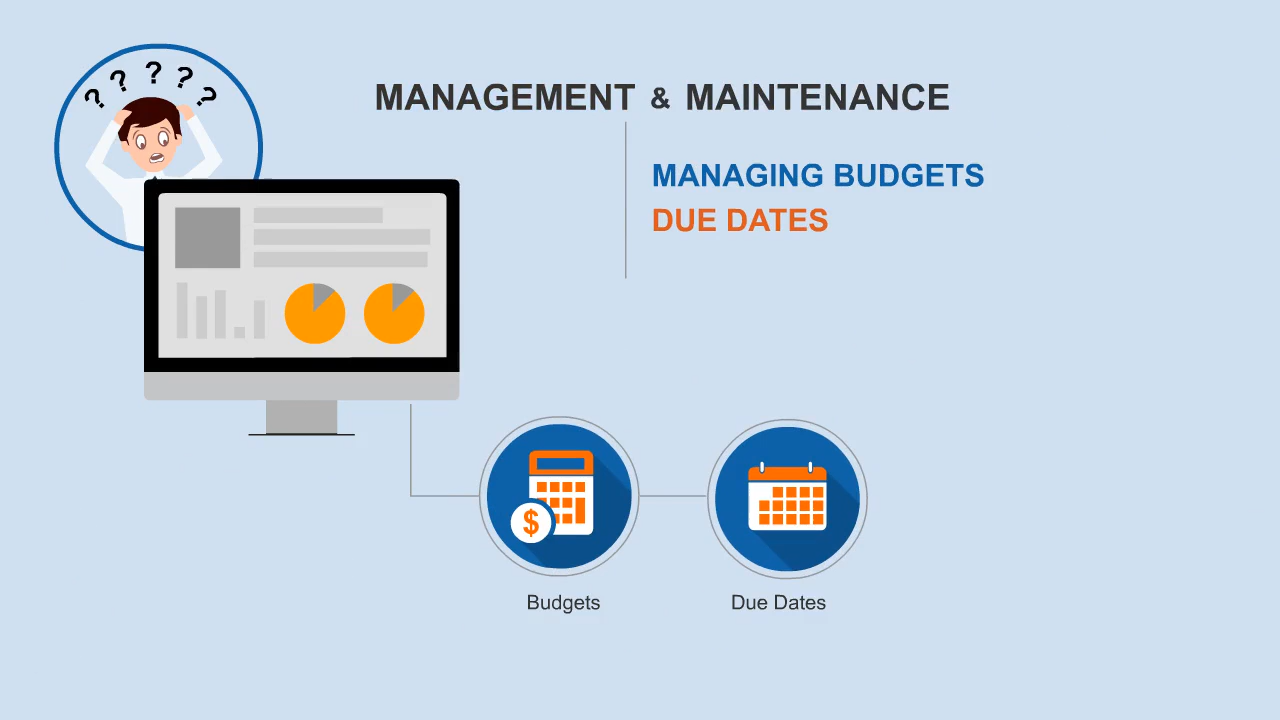 ? ? ? ? ?
MANAGEMENT & MAINTENANCE
MANAGING BUDGETS
DUE DATES
$
Budgets
Due Dates